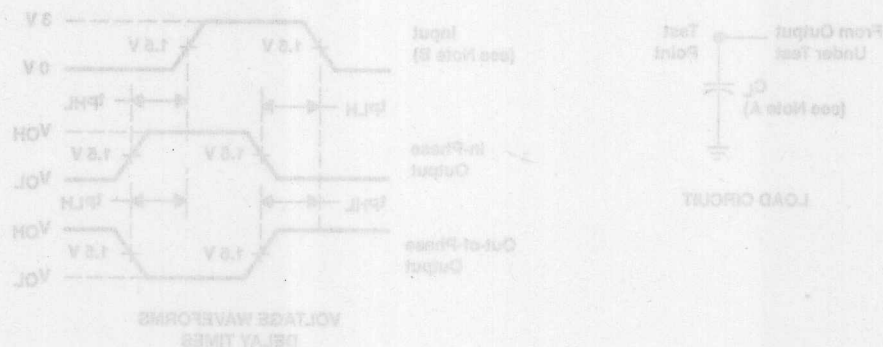 From Output
Under Test
Test
Point
CL
(see Note A)
LOAD CIRCUIT
Input
(see Note B)
1.5 V
1.5 V
3 V
0 V
tPLH
tPHL
In-Phase
Output
1.5 V
1.5 V
VOH
VOL
tPHL
tPLH
Out-of-Phase
Output
1.5 V
1.5 V
VOH
VOL
VOLTAGE WAVEFORMS
DELAY TIMES